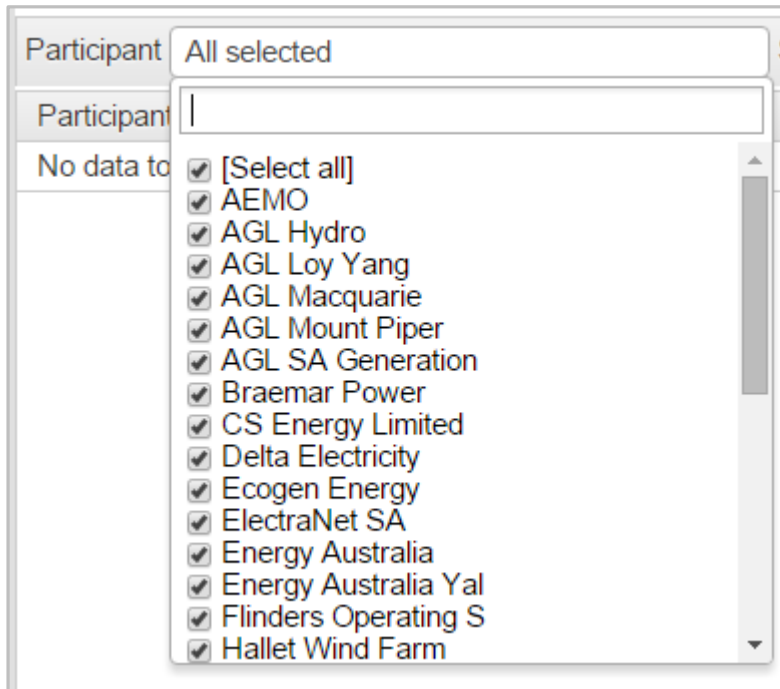 Participant All selected
Participant
No data to
[Select all]
AEMO
AGL Hydro
AGL Loy Yang
AGL Macquarie
AGL Mount Piper
AGL SA Generation
Braemar Power
CS Energy Limited
Delta Electricity
Ecogen Energy
ElectraNet SA
Energy Australia
Energy Australia Yal
Flinders Operating S
Hallet Wind Farm